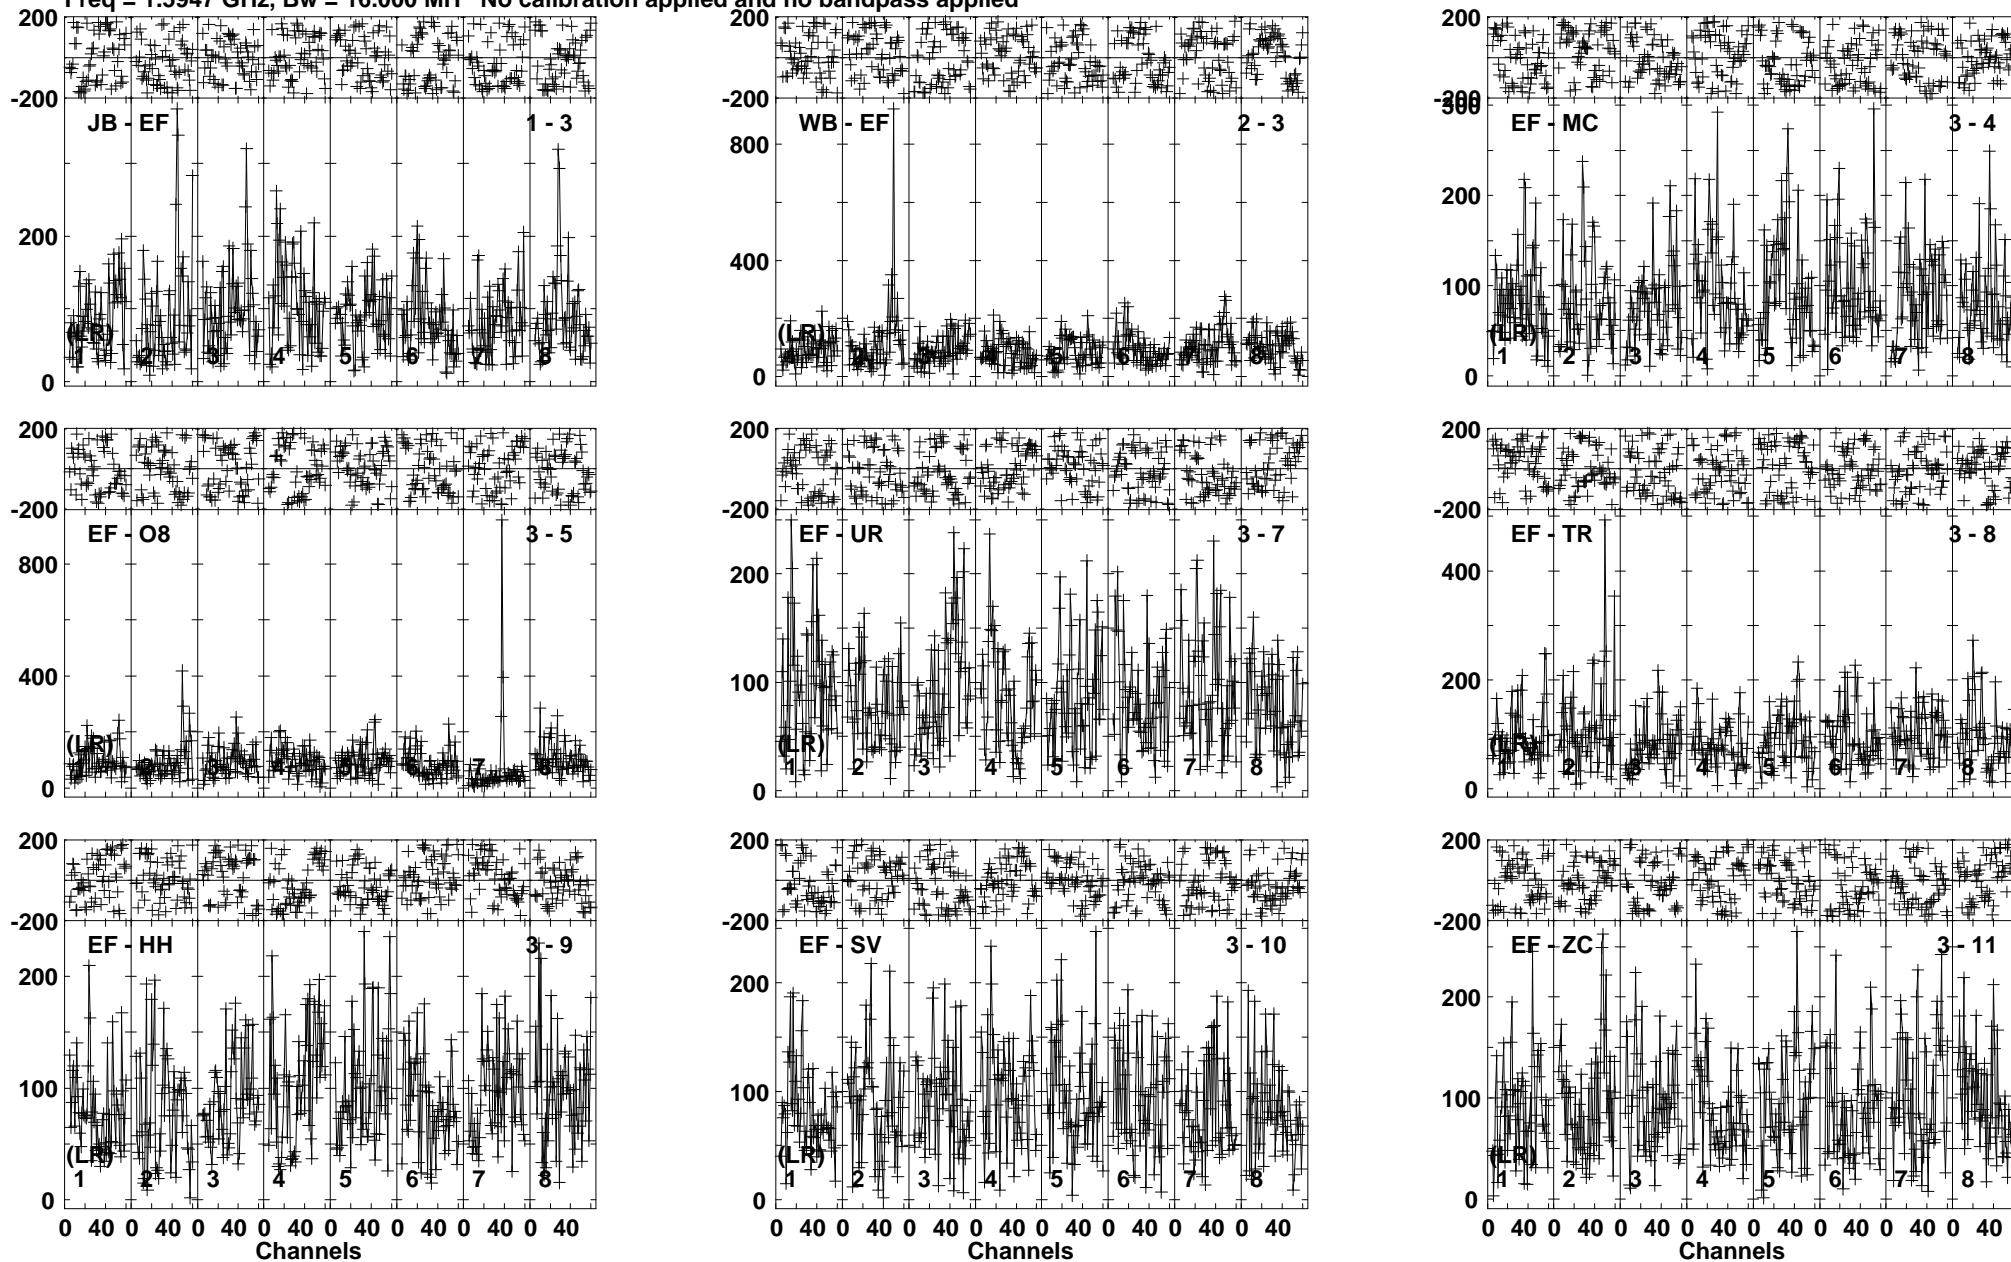 Freq = 1.5947 GHz, Bw = 16.000 MH No calibration applied and no bandpass applied
200 200 200
-200 -200 -200
300
JB - EF 1 - 3 WB - EF 2 - 3 EF - MC 3 - 4
800
200
200
400
100
(LR) (LR) (LR)
1 2 3 4 5 6 7 8 1 2 3 4 5 6 7 8 1 2 3 4 5 6 7 8
0 0 0
200 200 200
-200 -200 -200
EF - O8 3 - 5 EF - UR 3 - 7 EF - TR 3 - 8
800 200 400
400 100 200
(LR) (LR) (LR)
1 2 3 4 5 6 7 8 1 2 3 4 5 6 7 8 1 2 3 4 5 6 7 8
0 0 0
200 200 200
-200 -200 -200
EF - HH 3 - 9 EF - SV 3 - 10 EF - ZC 3 - 11
200 200 200
100 100 100
(LR) (LR) (LR)
1 2 3 4 5 6 7 8 1 2 3 4 5 6 7 8 1 2 3 4 5 6 7 8
0 0 0
0 40 0 40 0 40 0 40 0 40 0 40 0 40 0 40 0 40 0 40 0 40 0 40 0 40 0 40 0 40 0 40 0 40 0 40 0 40 0 40 0 40 0 40 0 40 0 40
Channels Channels Channels